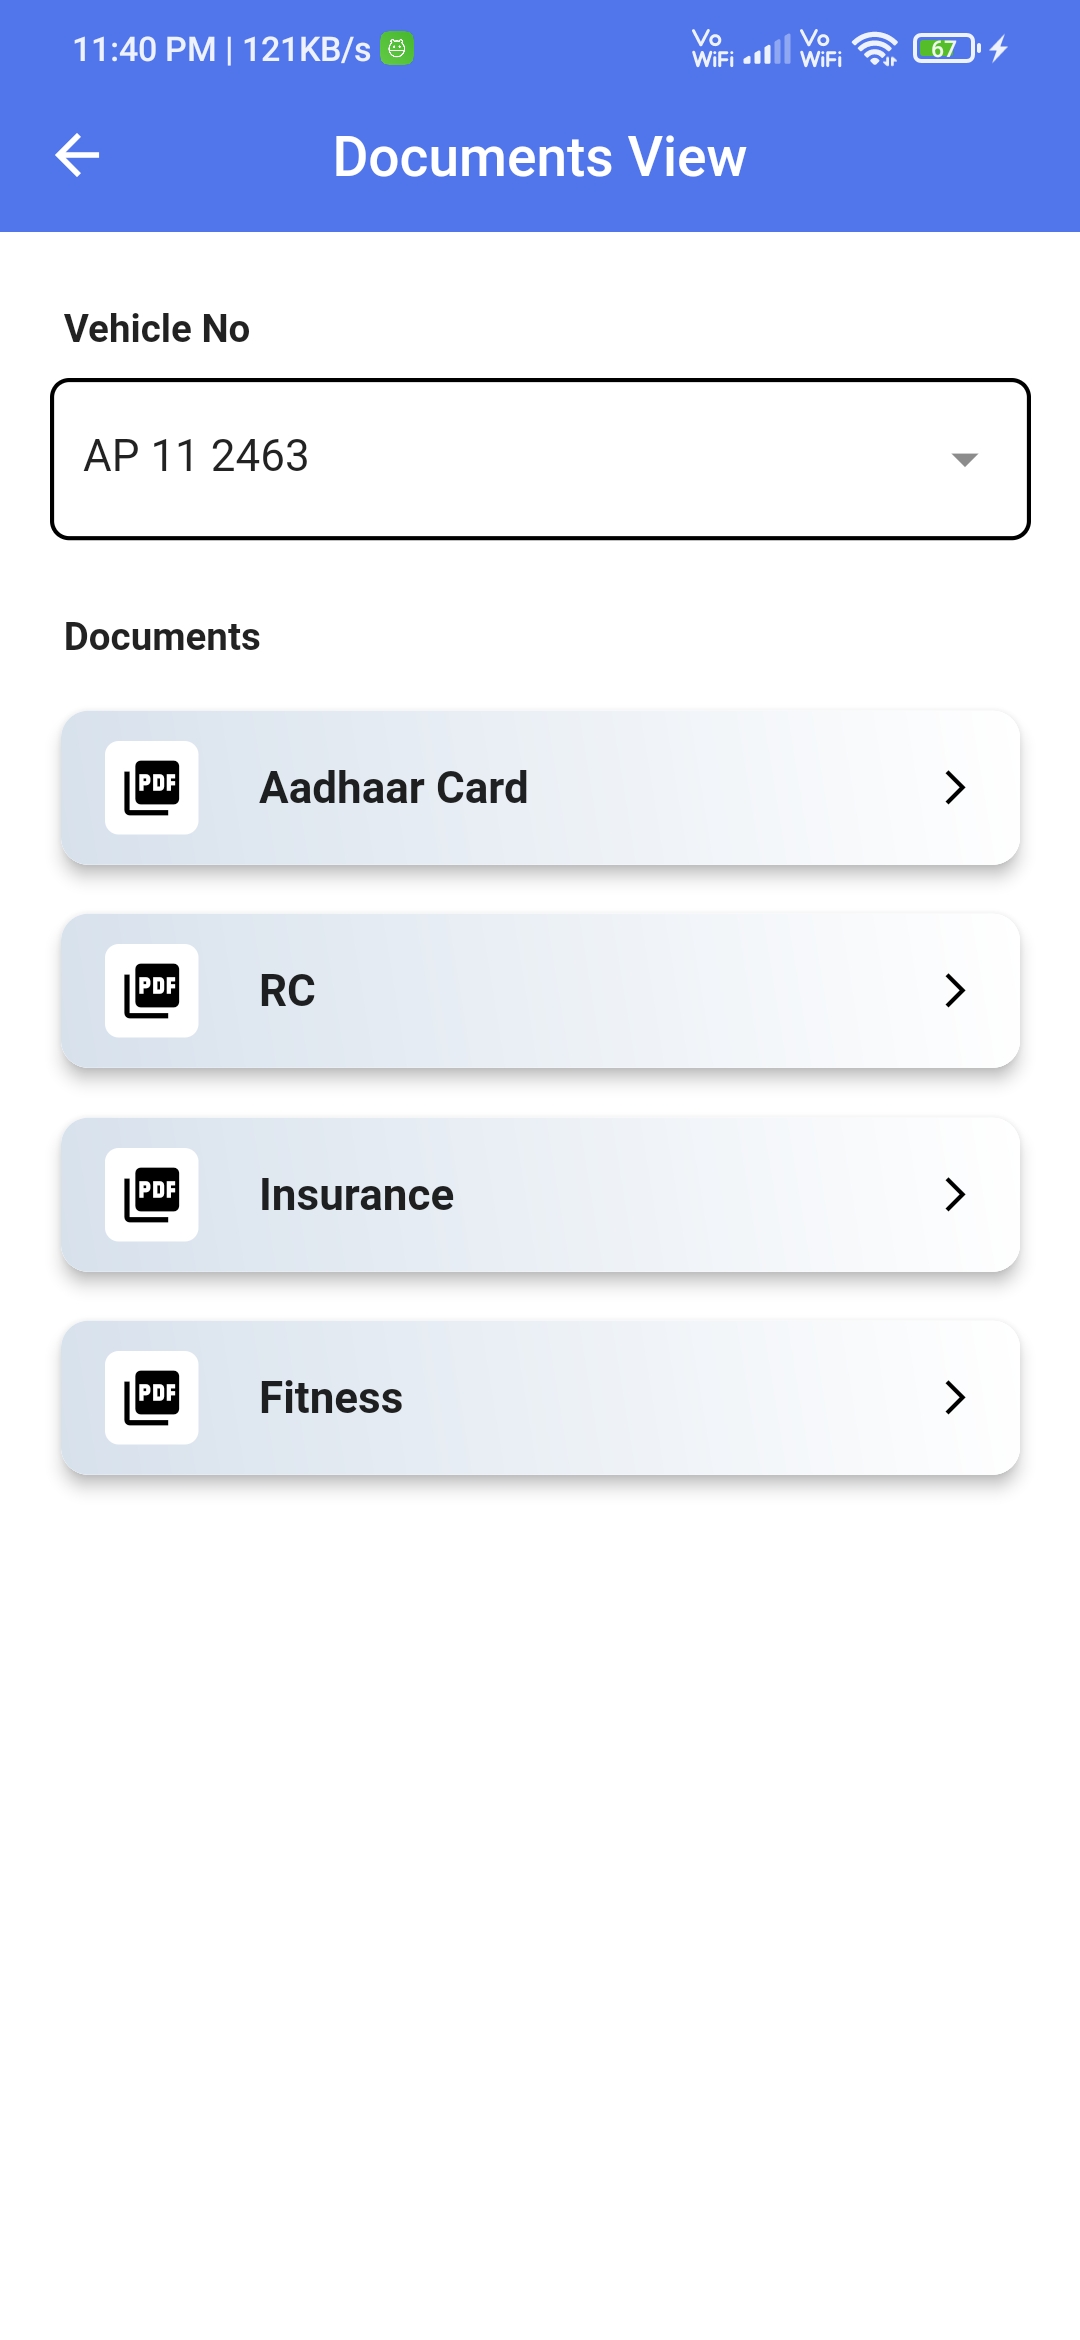 11:40 PM | 121KB/s
Vo WiFi Vo WiFi 67
Documents View
Vehicle No
AP 11 2463
Documents
PDF Aadhaar Card
PDF RC
PDF Insurance
PDF Fitness